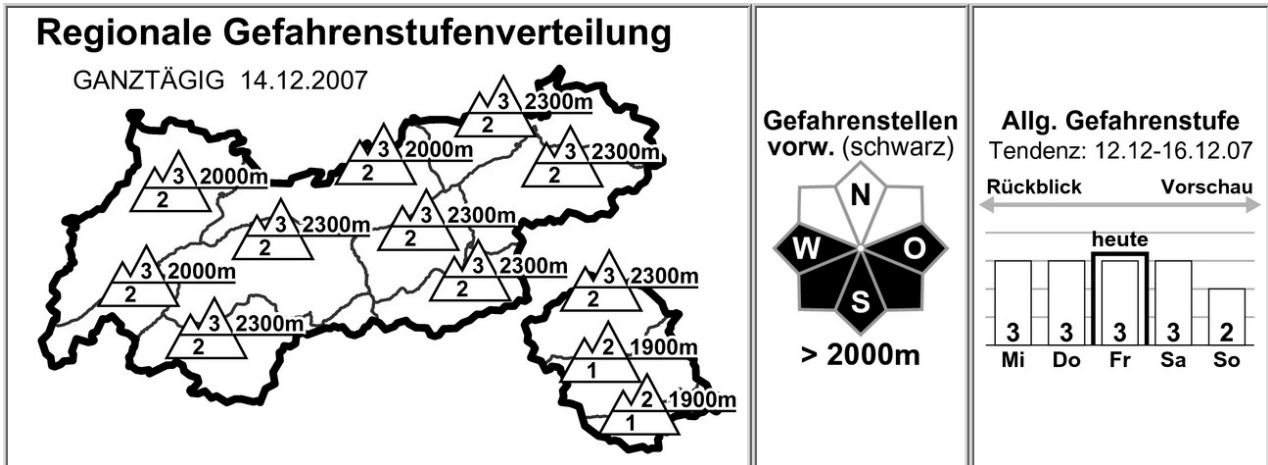 Regionale Gefahrenstufenverteilung
GANZTÄGIG 14.12.2007
3 2300m
2
3 2000m
2
3 2300m
2
3 2000m
2
3 2300m
2
3 2300m
2
3 2000m
2
3 2300m
2
3 2300m
2
3 2300m
2
2 1900m
1
2 1900m
1
Gefahrenstellen
vorw. (schwarz)
N
W O
S
> 2000m
Allg. Gefahrenstufe
Tendenz: 12.12-16.12.07
Rückblick Vorschau
heute
3 3 3 3 2
Mi Do Fr Sa So